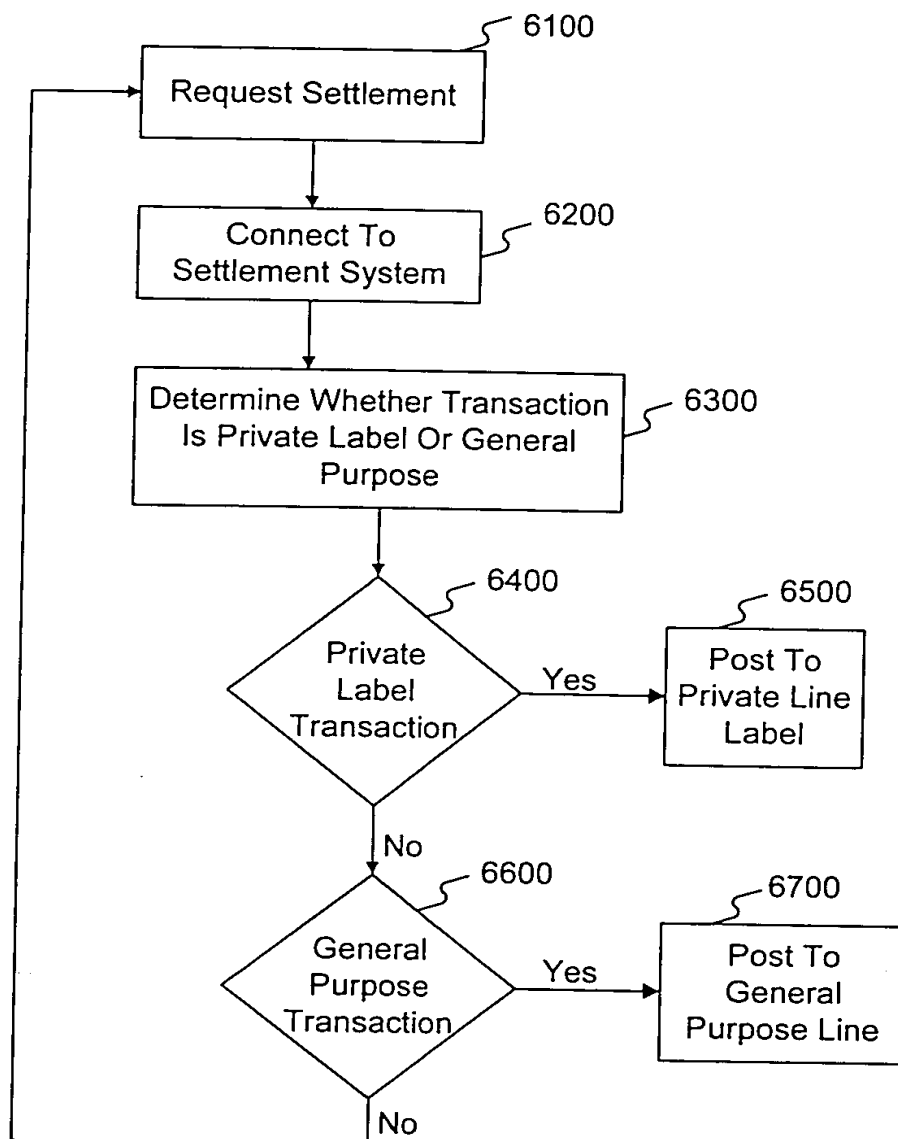 6100
Request Settlement
6200
Connect To
Settlement System
6300
Determine Whether Transaction
Is Private Label Or General
Purpose
6400
Private
Label
Transaction
Yes
6500
Post To
Private Line
Label
No
6600
General
Purpose
Transaction
Yes
6700
Post To
General
Purpose Line
No